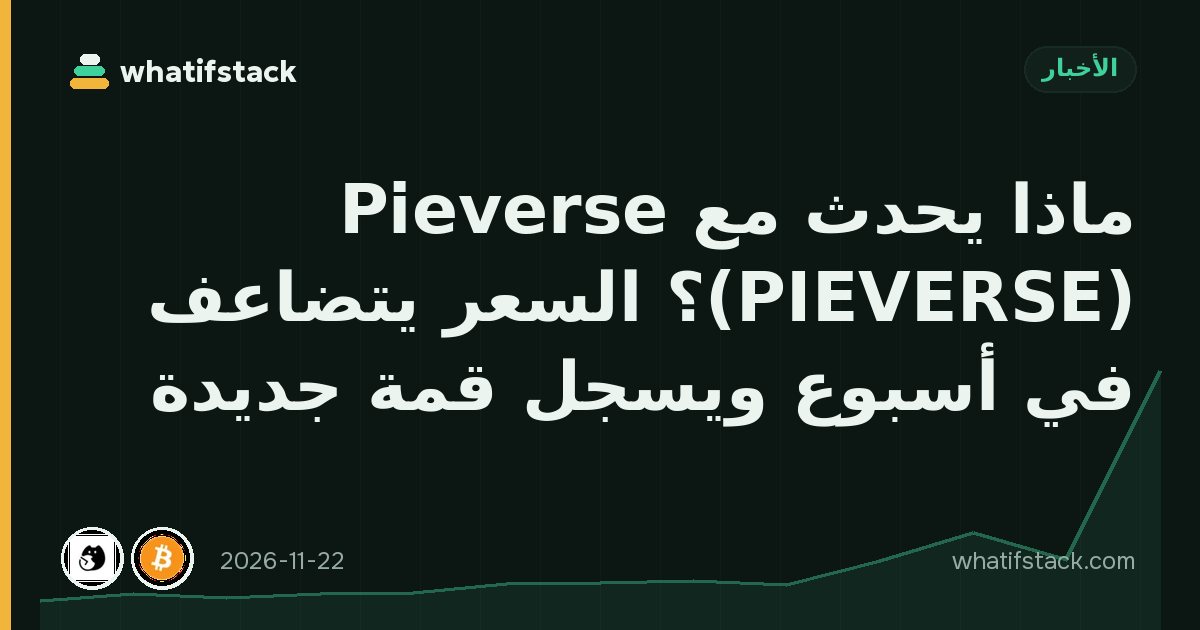 whatifstack
الأخبار
ماذا يحدث مع Pieverse
(PIEVERSE)؟ السعر يتضاعف
في أسبوع ويسجل قمة جديدة
2026-11-22
whatifstack.com